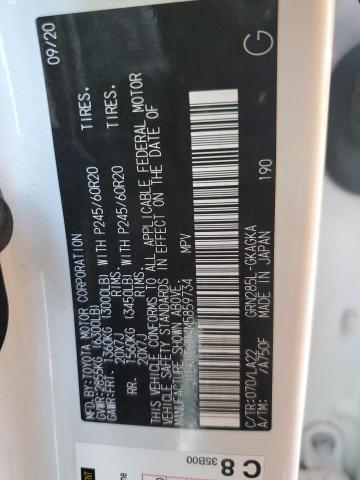 MFD. BY:TOYOTA MOTOR CORPORATION 09/20
GVWR:2855KG (6300LB)
GAWR:FRT. 1360KG (3000LB) WITH P245/60R20 TIRES.
20X7J RIMS.
RR. 1560KG (3450LB) WITH P245/60R20 TIRES.
20X7J RIMS.
THIS VEHICLE CONFORMS TO ALL APPLICABLE FEDERAL MOTOR
VEHICLE SAFETY STANDARDS IN EFFECT ON THE DATE OF
MANUFACTURE SHOWN ABOVE.
MPV
G
C/TR:070/LA22 GRN285L-GKAGKA
A/TM: /A750F MADE IN JAPAN 190
C 8
35B00